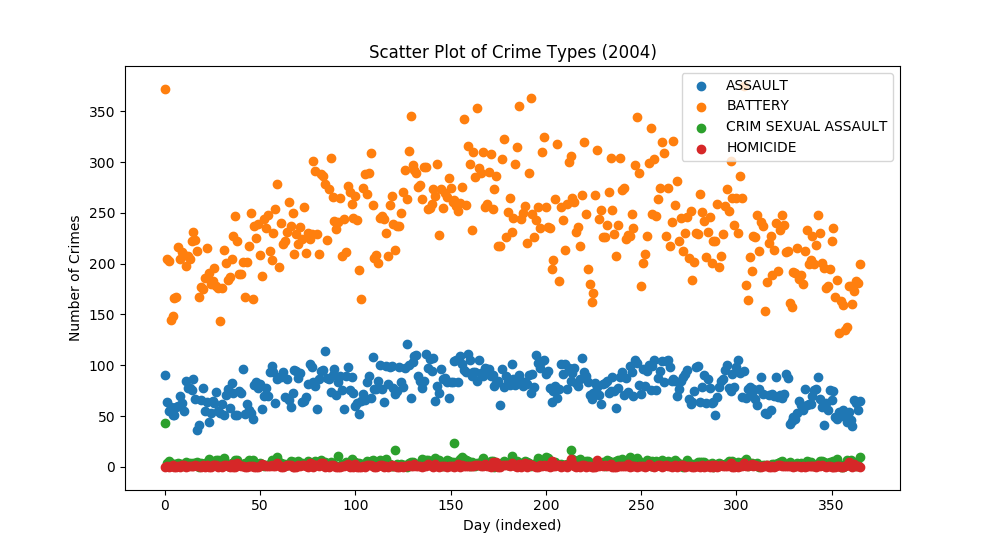 Scatter Plot of Crime Types (2004)
ASSAULT
BATTERY
CRIM SEXUAL ASSAULT
HOMICIDE
Number of Crimes
350
300
250
200
150
100
50
0
0 50 100 150 200 250 300 350
Day (indexed)